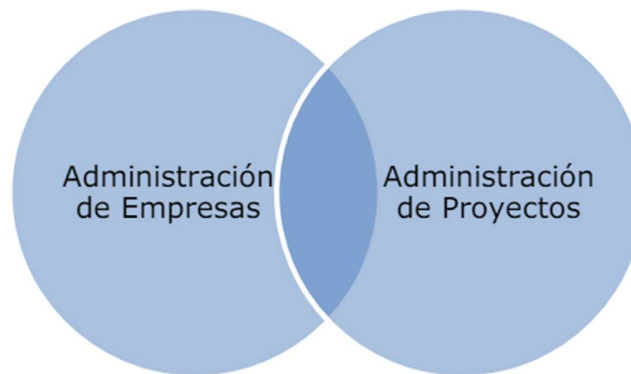 Administración
de Empresas
Administración
de Proyectos